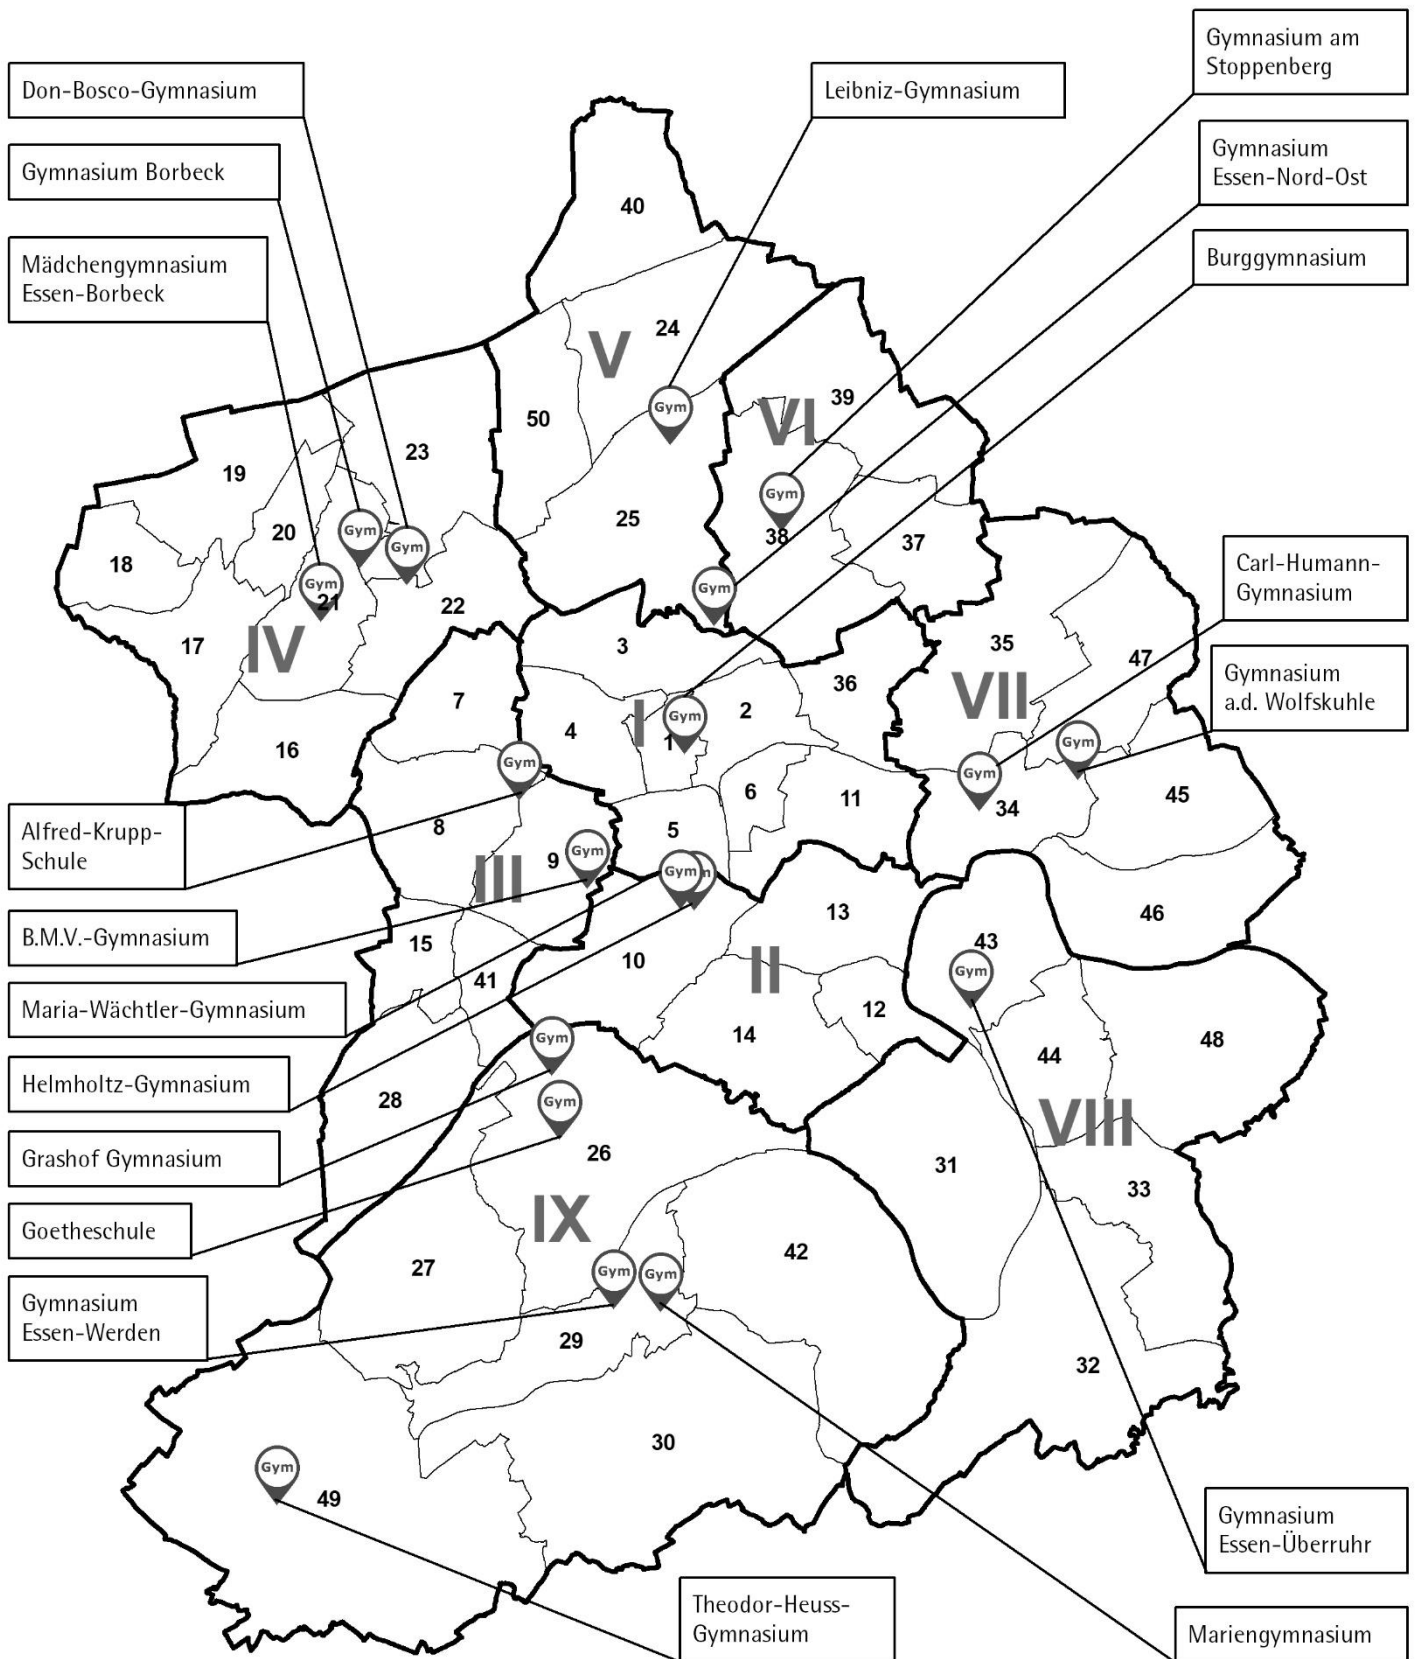 Gymnasium am
Stoppenberg
Don-Bosco-Gymnasium
Leibniz-Gymnasium
Gymnasium
Essen-Nord-Ost
Gymnasium Borbeck
Mädchengymnasium
Essen-Borbeck
Burggymnasium
40
24
V
39
VI
50
Gym
23
19
Gym
25
20
Gym
38
37
Gym
18
Gym
21
Gym
22
Carl-Humann-
Gymnasium
17
IV
3
35
47
36
VII
Gymnasium
a.d. Wolfskuhle
7
4
I
Gym
1
2
16
Gym
Gym
Gym
6
11
45
34
Alfred-Krupp-
Schule
8
5
9
Gym
III
Gym
13
46
B.M.V.-Gymnasium
15
10
43
II
Gym
41
12
Maria-Wächtler-Gymnasium
14
Gym
44
48
Helmholtz-Gymnasium
28
Gym
VIII
Grashof Gymnasium
26
31
33
Goetheschule
IX
42
27
Gym
Gym
Gymnasium
Essen-Werden
29
32
30
Gym
49
Gymnasium
Essen-Überruhr
Theodor-Heuss-
Gymnasium
Mariengymnasium